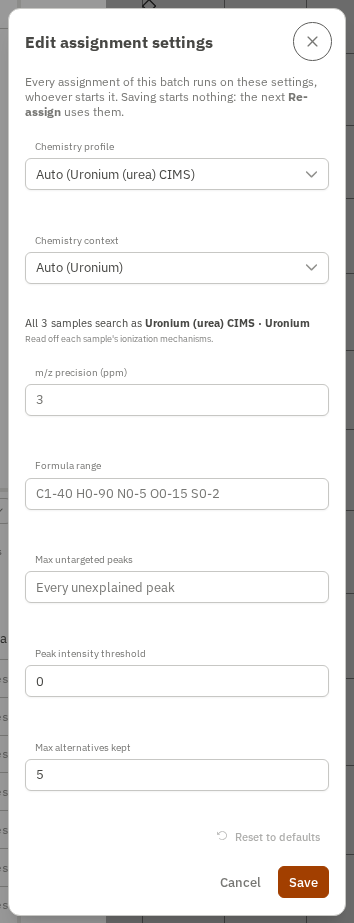 Edit assignment settings
Every assignment of this batch runs on these settings,
whoever starts it. Saving starts nothing: the next Re-
assign uses them.
Chemistry profile
Auto (Uronium (urea) CIMS)
Chemistry context
Auto (Uronium)
All 3 samples search as Uronium (urea) CIMS · Uronium
Read off each sample's ionization mechanisms.
m/z precision (ppm)
3
Formula range
C1-40 H0-90 N0-5 O0-15 S0-2
Max untargeted peaks
Every unexplained peak
Peak intensity threshold
0
Max alternatives kept
5
Reset to defaults
Cancel Save